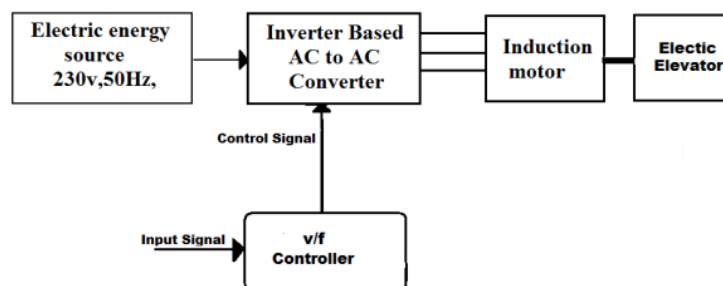 Electric energy
source
230v,50Hz,
Inverter Based
AC to AC
Converter
Induction
motor
Electic
Elevator
Control Signal
Input Signal
v/f
Controller